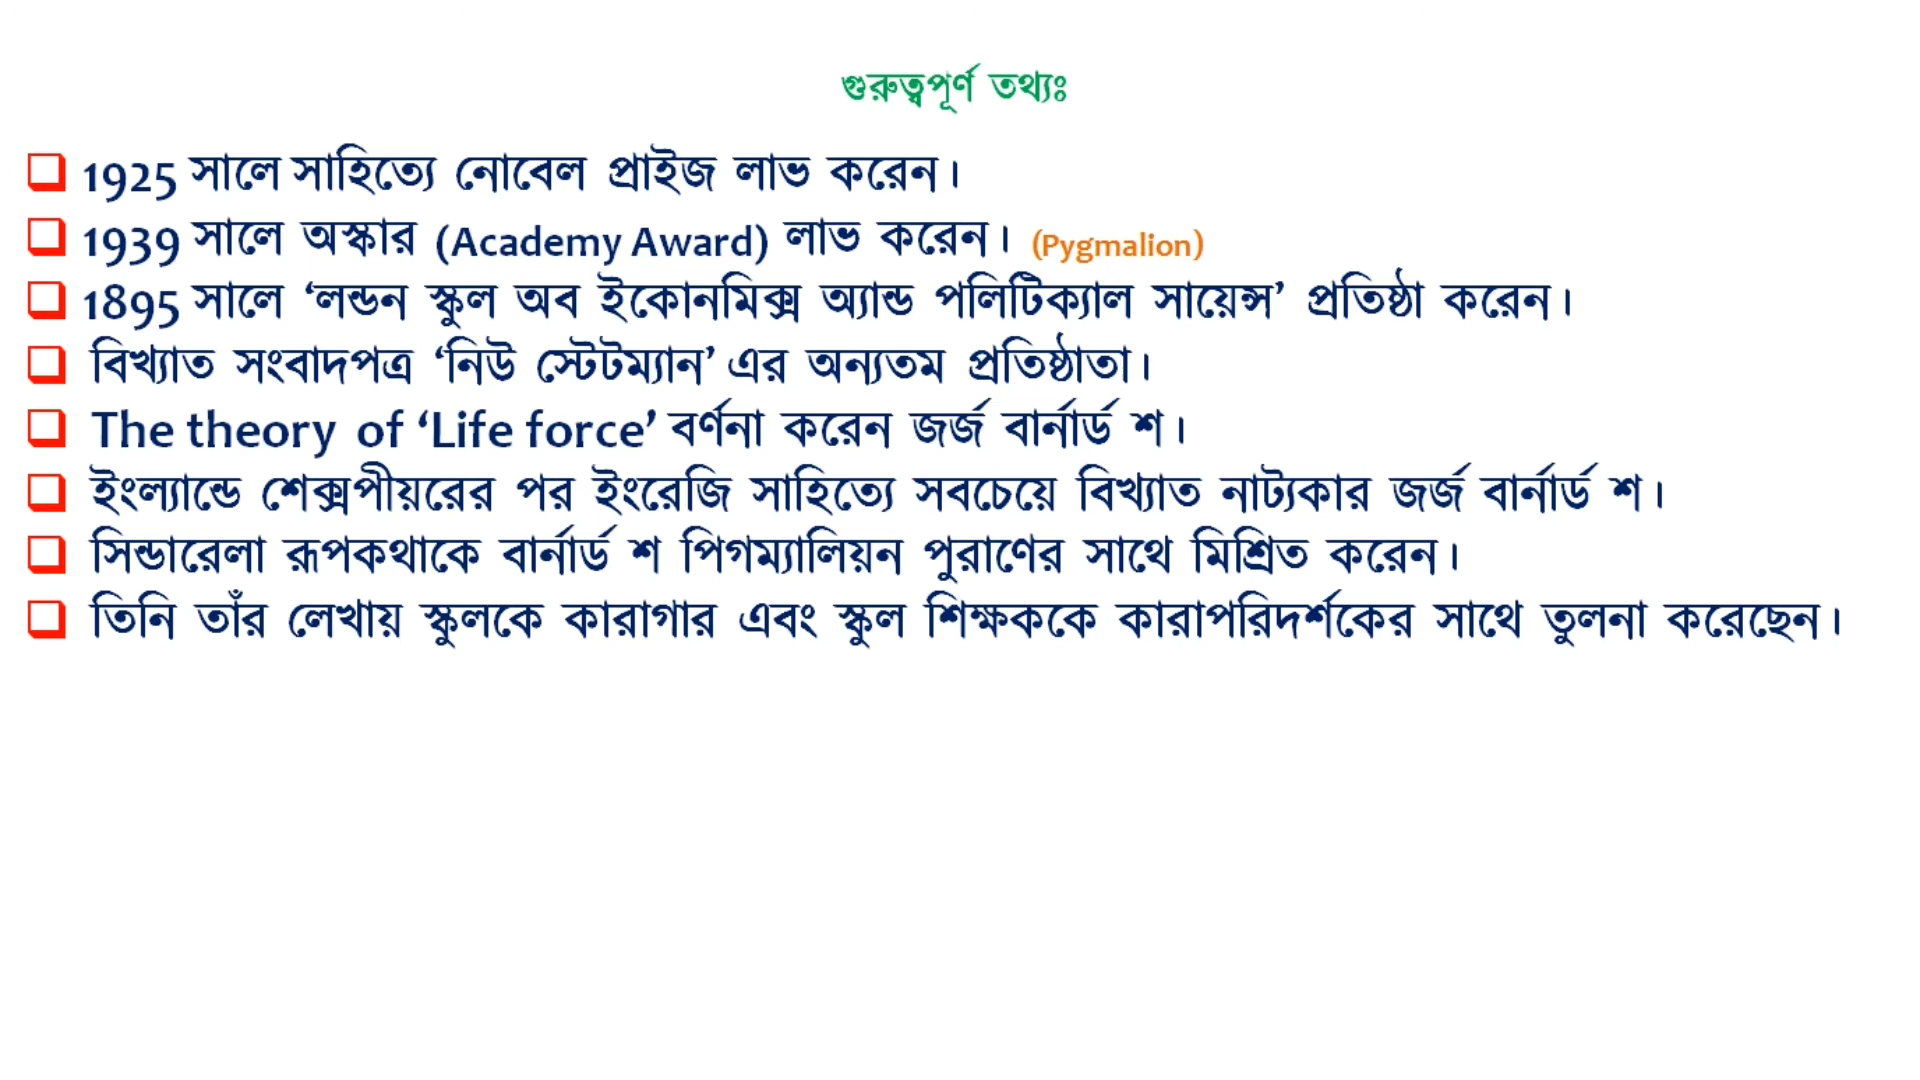 গুরুত্বপূর্ণ তথ্যঃ
1925 সালে সাহিত্যে নোবেল প্রাইজ লাভ করেন।
1939 সালে অস্কার (Academy Award) লাভ করেন। (Pygmalion)
1895 সালে ‘লন্ডন স্কুল অব ইকোনমিক্স অ্যান্ড পলিটিক্যাল সায়েন্স’ প্রতিষ্ঠা করেন।
বিখ্যাত সংবাদপত্র ‘নিউ স্টেটম্যান’ এর অন্যতম প্রতিষ্ঠাতা।
The theory of ‘Life force’ বর্ণনা করেন জর্জ বার্নার্ড শ।
ইংল্যান্ডে শেক্সপীয়রের পর ইংরেজি সাহিত্যে সবচেয়ে বিখ্যাত নাট্যকার জর্জ বার্নার্ড শ।
সিন্ডারেলা রূপকথাকে বার্নার্ড শ পিগম্যালিয়ন পুরাণের সাথে মিশ্রিত করেন।
তিনি তাঁর লেখায় স্কুলকে কারাগার এবং স্কুল শিক্ষককে কারাপরিদর্শকের সাথে তুলনা করেছেন।